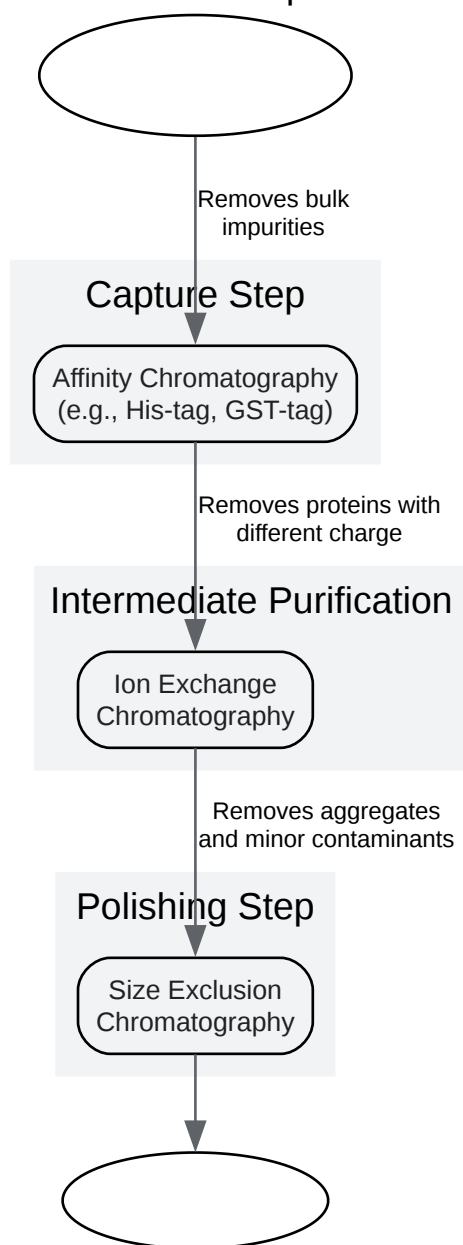 Removes bulk
impurities
Capture Step
Affinity Chromatography
(e.g., His-tag, GST-tag)
Removes proteins with
different charge
Intermediate Purification
Ion Exchange
Chromatography
Removes aggregates
and minor contaminants
Polishing Step
Size Exclusion
Chromatography